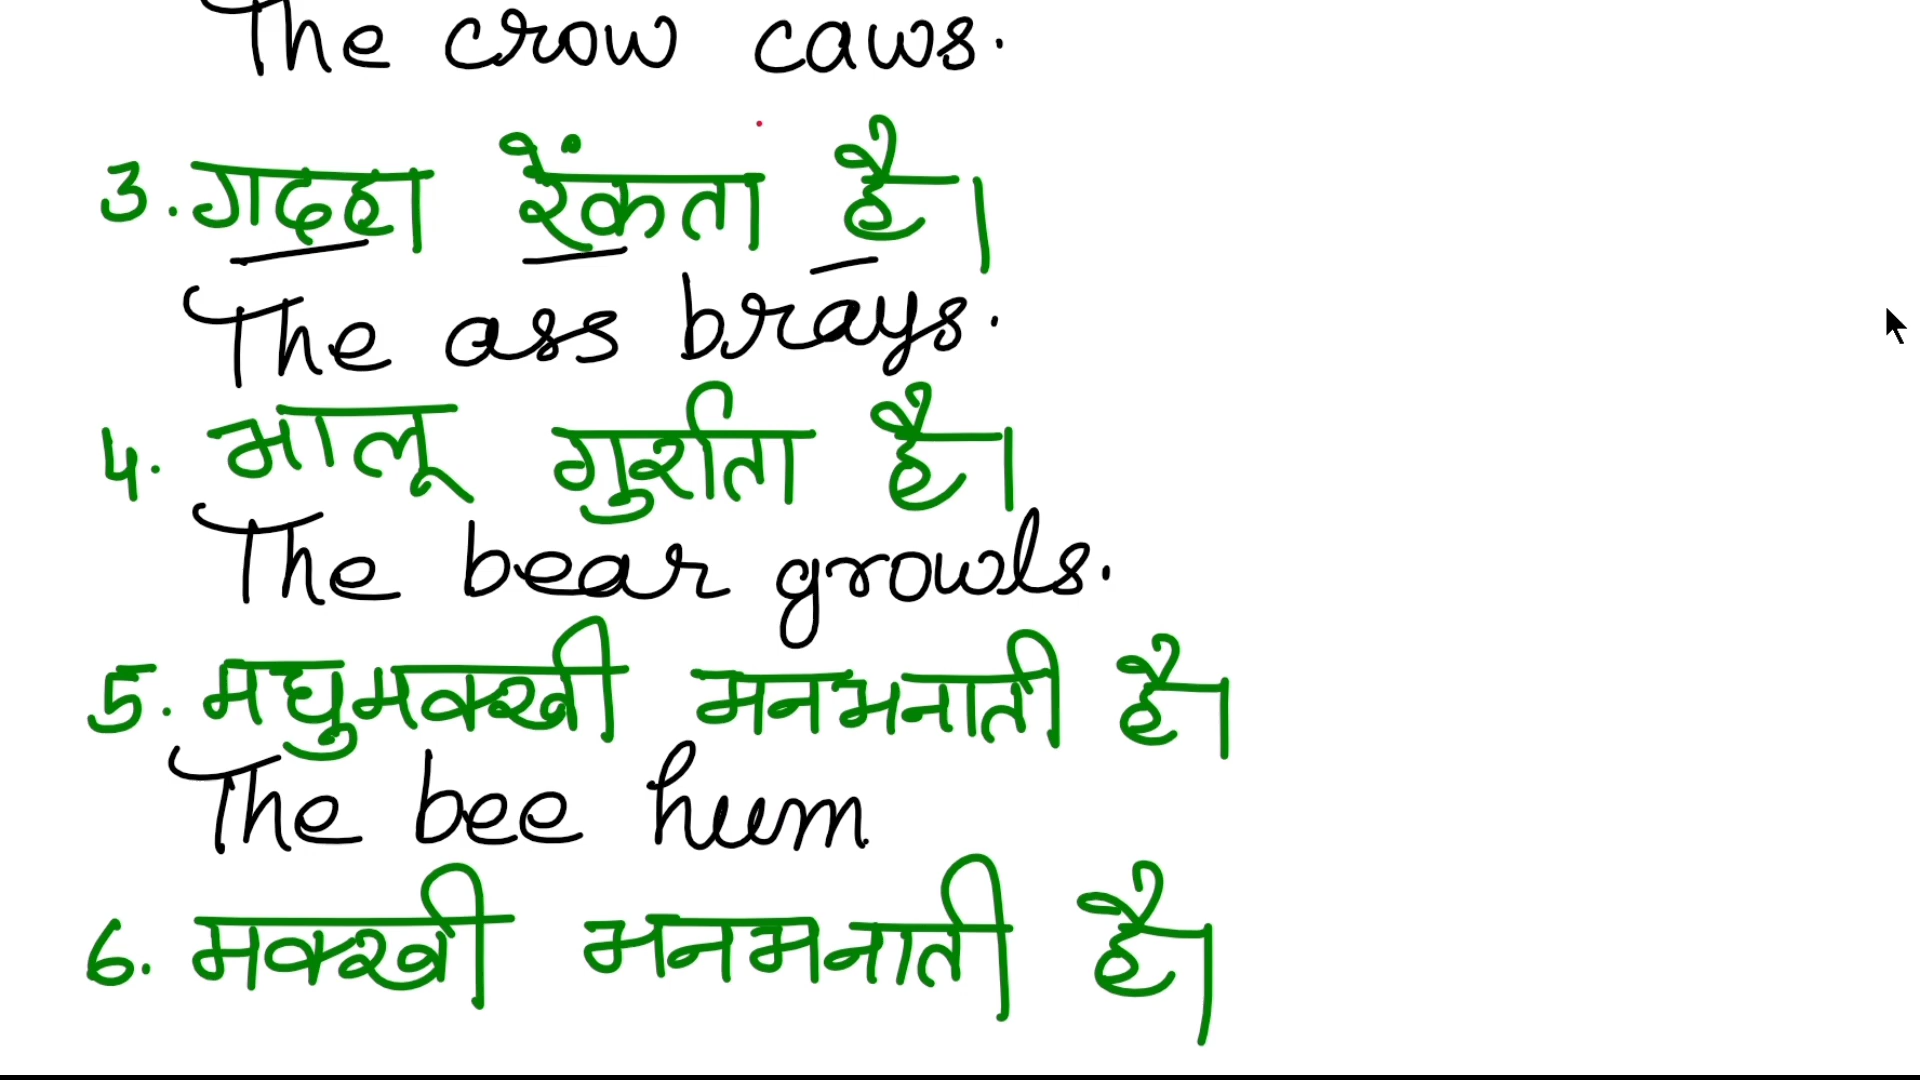 The crow caws.
3. गदहा रेंकता है।
The ass brays.
4. भालू गुर्राता है।
The bear growls.
5. मधुमक्खी भनभनाती है।
The bee hum
6. मक्खी भनभनाती है।